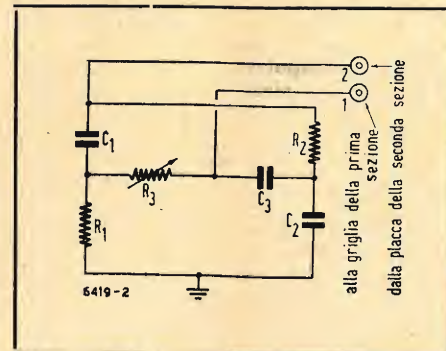 2
1
C1
R2
R3
C3
R1
C2
6419-2
alla griglia della prima
sezione
dalla placca della seconda sezione